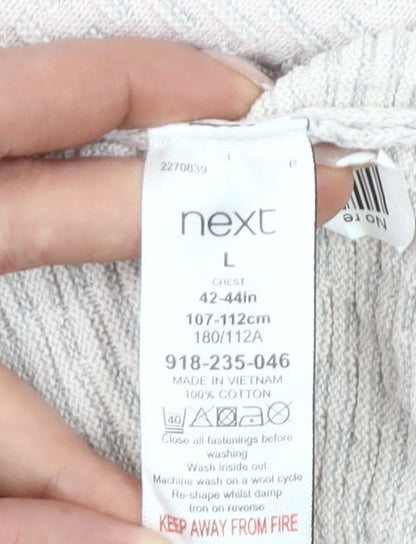 I P
2270839
next
L
CHEST
42-44in
107-112cm
180/112A
918-235-046
MADE IN VIETNAM
100% COTTON
40
Close all fastenings before
washing
Wash inside out
Machine wash on a wool cycle
Re-shape whilst damp
Iron on reverse
KEEP AWAY FROM FIRE
No re